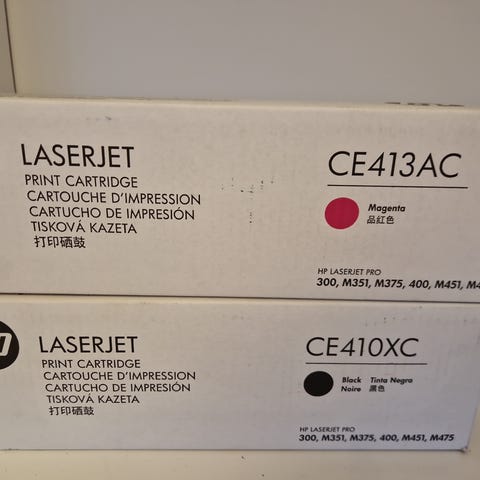 LASERJET
PRINT CARTRIDGE
CARTOUCHE D'IMPRESSION
CARTUCHO DE IMPRESIÓN
TISKOVÁ KAZETA
打印硒鼓
CE413AC
Magenta
品紅色
HP LASERJET PRO
300, M351, M375, 400, M451, M4
LASERJET
PRINT CARTRIDGE
CARTOUCHE D'IMPRESSION
CARTUCHO DE IMPRESIÓN
TISKOVÁ KAZETA
打印硒鼓
CE410XC
Black Tinta Negra
Noire 黑色
HP LASERJET PRO
300, M351, M375, 400, M451, M475